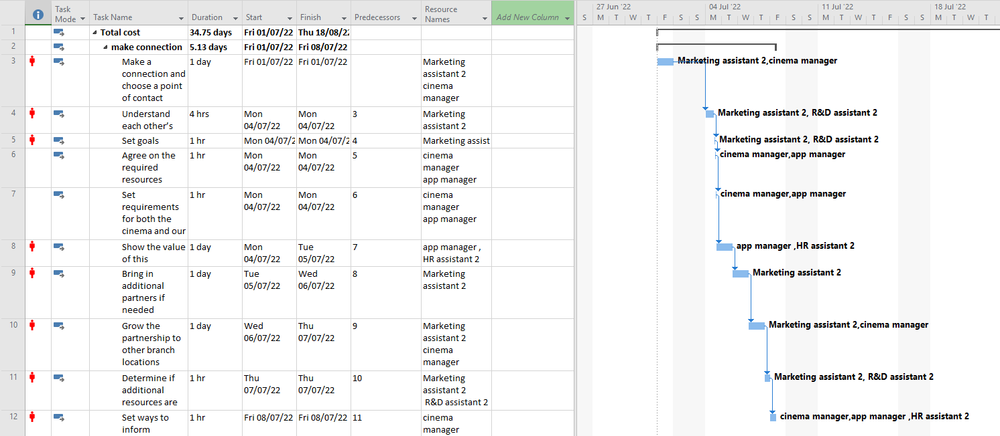 Task Mode Task Name Duration Start Finish Predecessors Resource Names Add New Column
27 Jun '22 04 Jul '22 11 Jul '22 18 Jul '22
S M T W T F S S M T W T F S S M T W T F S S M T W T
1 Total cost 34.75 days Fri 01/07/22 Thu 18/08/2
2 make connection 5.13 days Fri 01/07/22 Fri 08/07/22
3 Make a connection and choose a point of contact 1 day Fri 01/07/22 Fri 01/07/22 Marketing assistant 2 cinema manager
Marketing assistant 2,cinema manager
4 Understand each other's 4 hrs Mon 04/07/22 Mon 04/07/22 3 Marketing assistant 2
Marketing assistant 2, R&D assistant 2
5 Set goals 1 hr Mon 04/07/2 Mon 04/07/2 4 Marketing assist
Marketing assistant 2, R&D assistant 2
6 Agree on the required resources 1 hr Mon 04/07/22 Mon 04/07/22 5 cinema manager app manager
cinema manager,app manager
7 Set requirements for both the cinema and our 1 hr Mon 04/07/22 Mon 04/07/22 6 cinema manager app manager
cinema manager,app manager
8 Show the value of this 1 day Mon 04/07/22 Tue 05/07/22 7 app manager , HR assistant 2
app manager ,HR assistant 2
9 Bring in additional partners if needed 1 day Tue 05/07/22 Wed 06/07/22 8 Marketing assistant 2
Marketing assistant 2
10 Grow the partnership to other branch locations 1 day Wed 06/07/22 Thu 07/07/22 9 Marketing assistant 2 cinema manager
Marketing assistant 2,cinema manager
11 Determine if additional resources are 1 hr Thu 07/07/22 Thu 07/07/22 10 Marketing assistant 2 R&D assistant 2
Marketing assistant 2, R&D assistant 2
12 Set ways to inform 1 hr Fri 08/07/22 Fri 08/07/22 11 cinema manager
cinema manager,app manager ,HR assistant 2